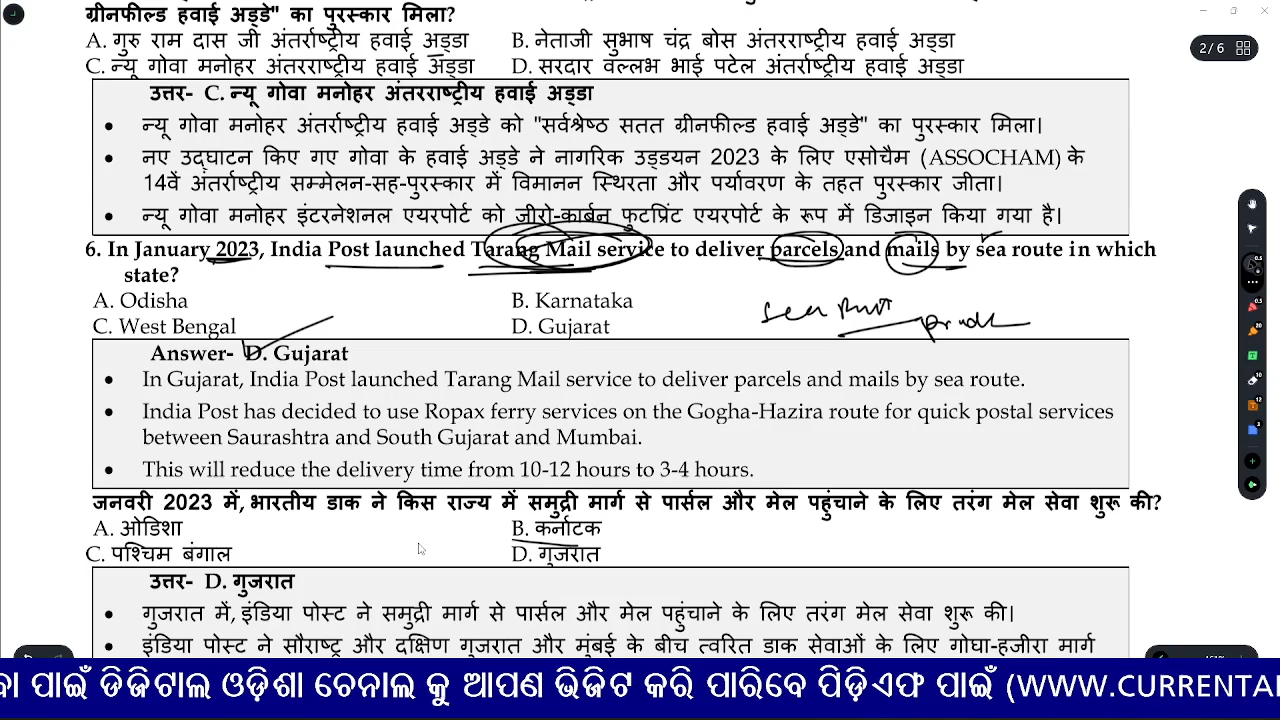 ग्रीनफील्ड हवाई अड्डे" का पुरस्कार मिला?
A. गुरु राम दास जी अंतर्राष्ट्रीय हवाई अड्डा B. नेताजी सुभाष चंद्र बोस अंतरराष्ट्रीय हवाई अड्डा
2/6
C. न्यू गोवा मनोहर अंतरराष्ट्रीय हवाई अड्डा D. सरदार वल्लभ भाई पटेल अंतर्राष्ट्रीय हवाई अड्डा
उत्तर- C. न्यू गोवा मनोहर अंतरराष्ट्रीय हवाई अड्डा
• न्यू गोवा मनोहर अंतर्राष्ट्रीय हवाई अड्डे को "सर्वश्रेष्ठ सतत ग्रीनफील्ड हवाई अड्डे" का पुरस्कार मिला।
• नए उद्घाटन किए गए गोवा के हवाई अड्डे ने नागरिक उड्डयन 2023 के लिए एसोचैम (ASSOCHAM) के
14वें अंतर्राष्ट्रीय सम्मेलन-सह-पुरस्कार में विमानन स्थिरता और पर्यावरण के तहत पुरस्कार जीता।
• न्यू गोवा मनोहर इंटरनेशनल एयरपोर्ट को जीरो-कार्बन फुटप्रिंट एयरपोर्ट के रूप में डिजाइन किया गया है।
6. In January 2023, India Post launched Tarang Mail service to deliver parcels and mails by sea route in which
state?
A. Odisha B. Karnataka
C. West Bengal D. Gujarat
Answer- D. Gujarat
• In Gujarat, India Post launched Tarang Mail service to deliver parcels and mails by sea route.
• India Post has decided to use Ropax ferry services on the Gogha-Hazira route for quick postal services
between Saurashtra and South Gujarat and Mumbai.
• This will reduce the delivery time from 10-12 hours to 3-4 hours.
जनवरी 2023 में, भारतीय डाक ने किस राज्य में समुद्री मार्ग से पार्सल और मेल पहुंचाने के लिए तरंग मेल सेवा शुरू की?
A. ओडिशा B. कर्नाटक
C. पश्चिम बंगाल D. गुजरात
उत्तर- D. गुजरात
• गुजरात में, इंडिया पोस्ट ने समुद्री मार्ग से पार्सल और मेल पहुंचाने के लिए तरंग मेल सेवा शुरू की।
• इंडिया पोस्ट ने सौराष्ट्र और दक्षिण गुजरात और मुंबई के बीच त्वरित डाक सेवाओं के लिए गोघा-हजीरा मार्ग
ପାଇଁ ଡିଜିଟାଲ ଓଡ଼ିଶା ଚେନାଲ କୁ ଆପଣ ଭିଜିଟ କରି ପାରିବେ ପିଡ଼ିଏଫ ପାଇଁ (WWW.CURRENTA